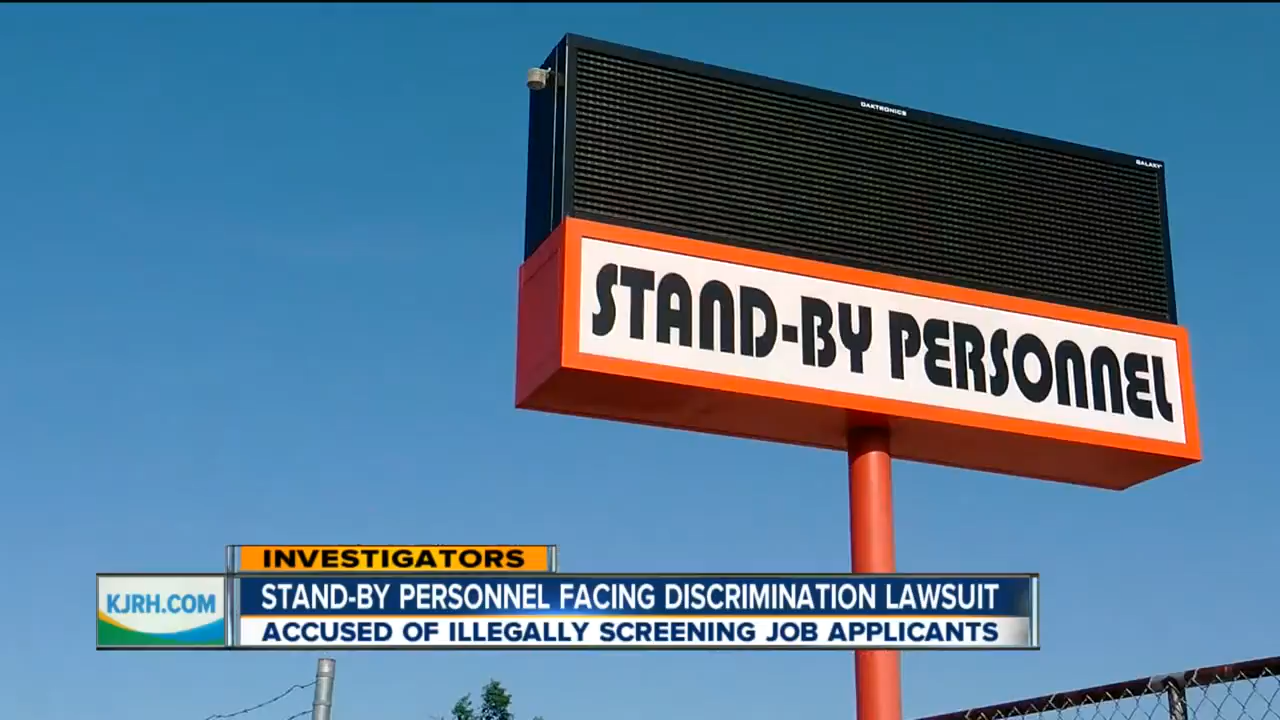 DAKTRONICS
GALAXY
STAND-BY PERSONNEL
INVESTIGATORS
KJRH.COM
STAND-BY PERSONNEL FACING DISCRIMINATION LAWSUIT
ACCUSED OF ILLEGALLY SCREENING JOB APPLICANTS